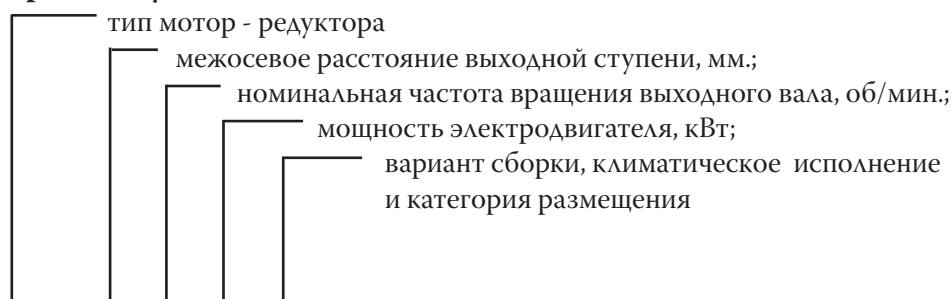 тип мотор - редуктора
межосевое расстояние выходной ступени, мм.;
номинальная частота вращения выходного вала, об/мин.;
мощность электродвигателя, кВт;
вариант сборки, климатическое исполнение
и категория размещения